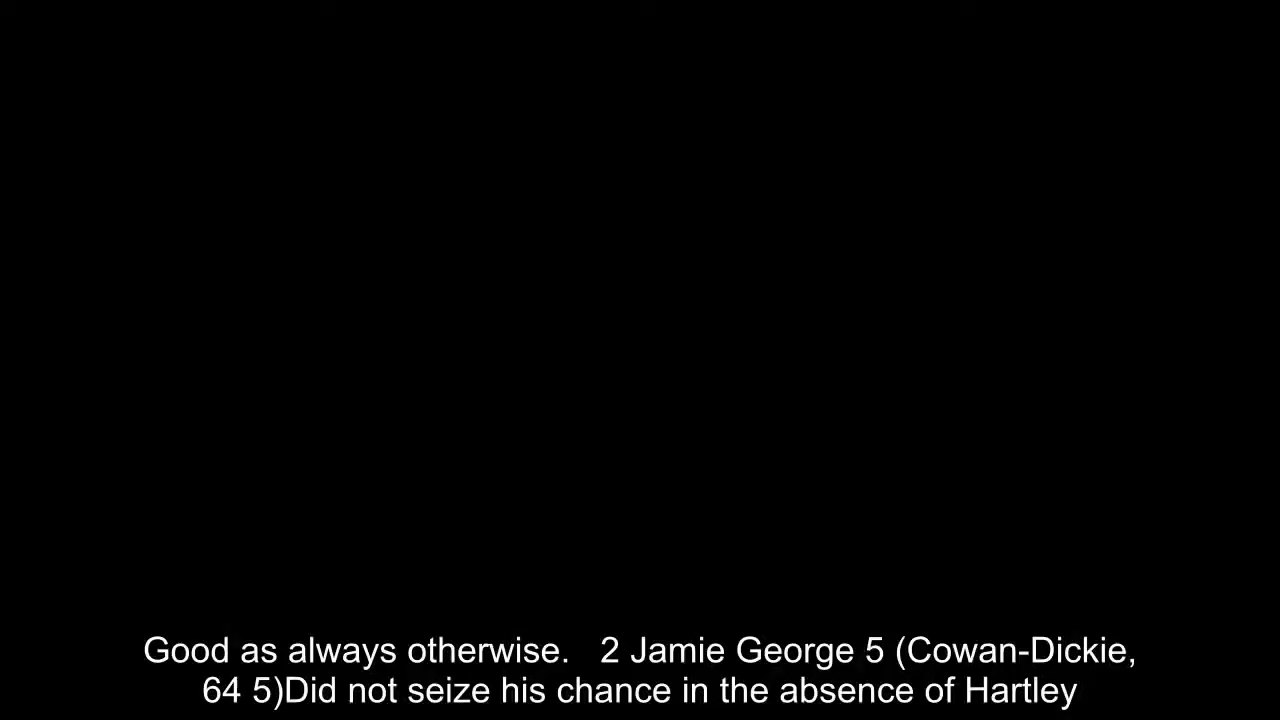 Good as always otherwise.   2 Jamie George 5 (Cowan-Dickie,
64 5)Did not seize his chance in the absence of Hartley